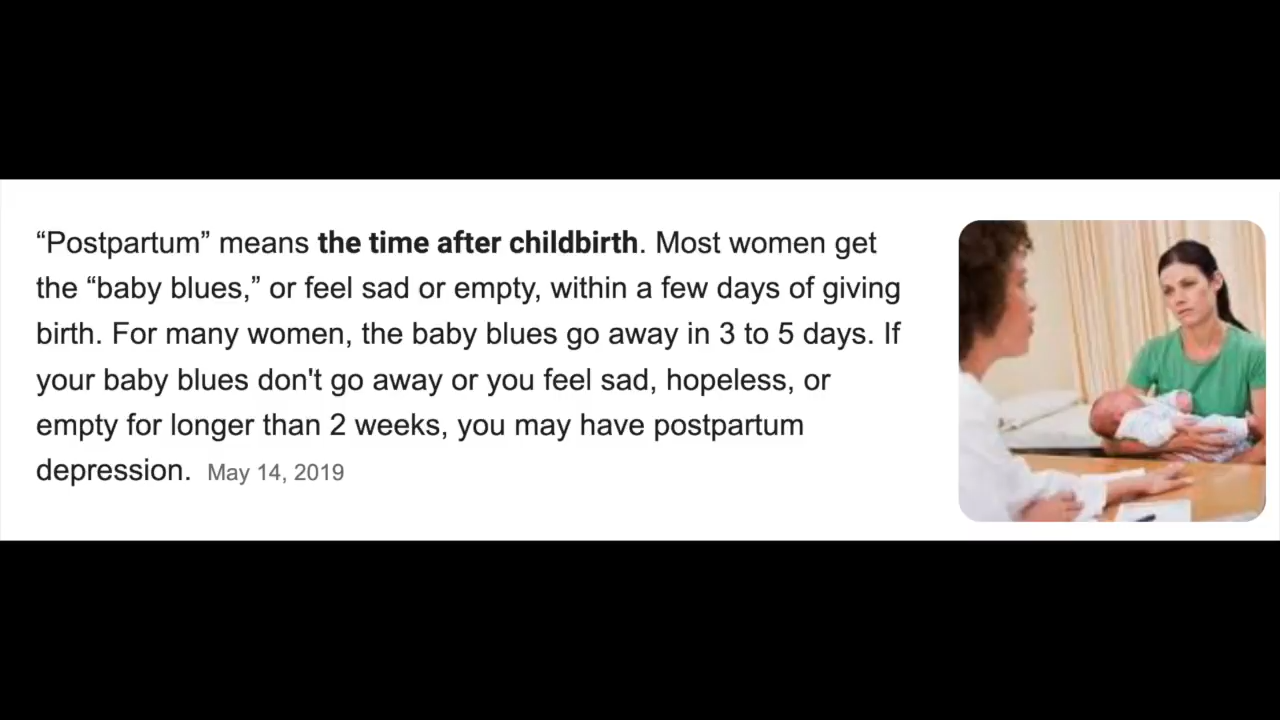 “Postpartum” means the time after childbirth. Most women get
the “baby blues,” or feel sad or empty, within a few days of giving
birth. For many women, the baby blues go away in 3 to 5 days. If
your baby blues don't go away or you feel sad, hopeless, or
empty for longer than 2 weeks, you may have postpartum
depression. May 14, 2019